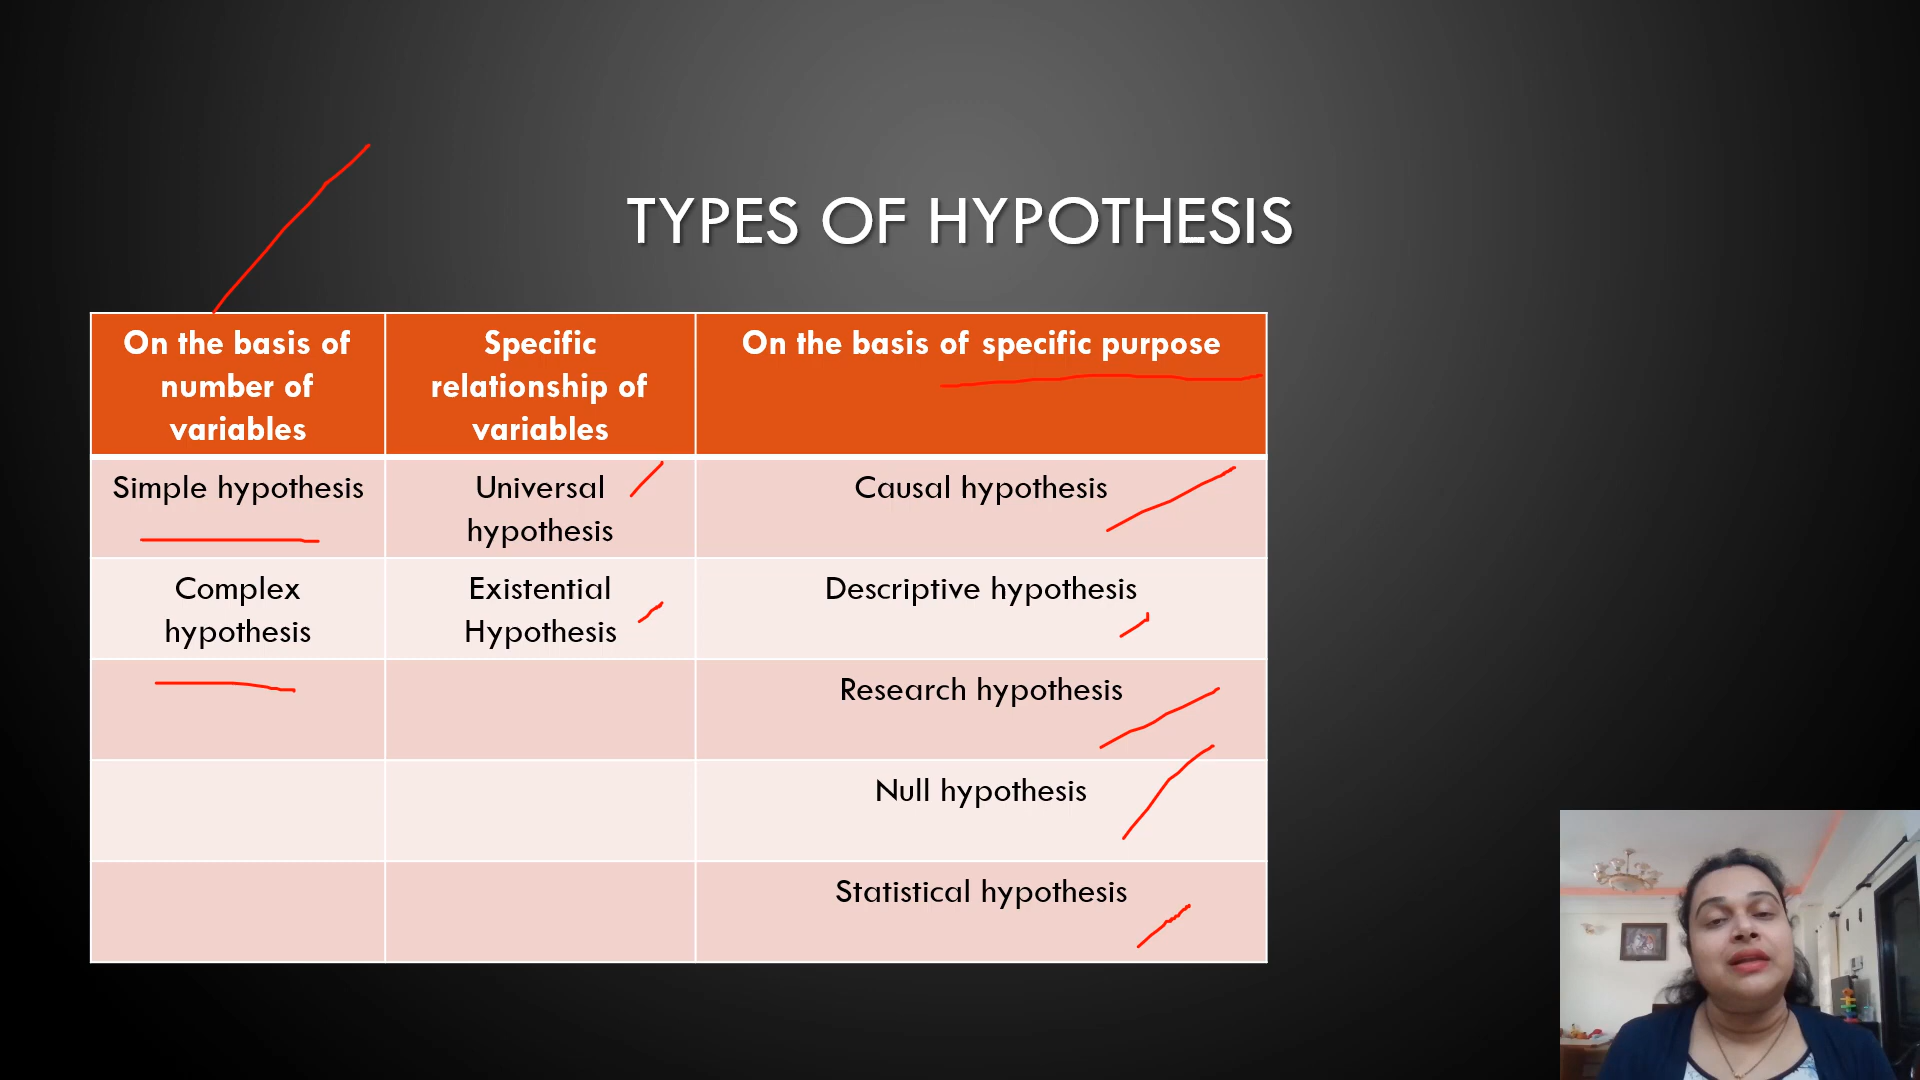 TYPES OF HYPOTHESIS
On the basis of
number of
variables
Specific
relationship of
variables
On the basis of specific purpose
Simple hypothesis
Universal
hypothesis
Causal hypothesis
Complex
hypothesis
Existential
Hypothesis
Descriptive hypothesis
Research hypothesis
Null hypothesis
Statistical hypothesis